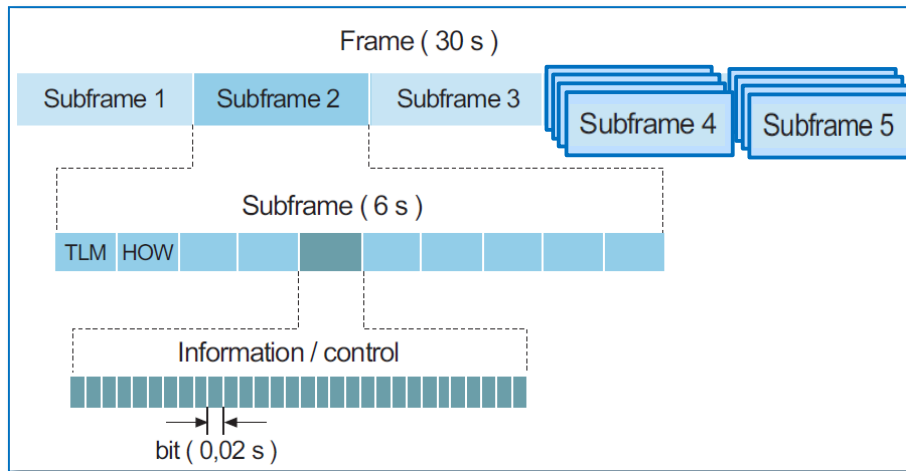 Frame ( 30 s )
Subframe 1 Subframe 2 Subframe 3 Subframe 4 Subframe 5
Subframe ( 6 s )
TLM HOW
Information / control
bit ( 0,02 s )